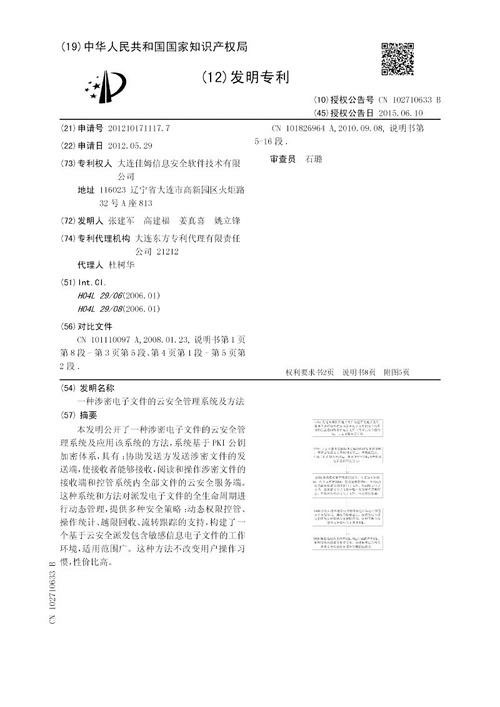 (19)中华人民共和国国家知识产权局
(12)发明专利
(10)授权公告号 CN 102710633 B
(45)授权公告日 2015.06.10
(21)申请号 201210171117.7
(22)申请日 2012.05.29
(73)专利权人 大连佳姆信息安全软件技术有限
公司
地址 116023 辽宁省大连市高新园区火炬路
32号A座813
(72)发明人 张建军 高建福 姜真喜 姚立锋
(74)专利代理机构 大连东方专利代理有限责任
公司 21212
代理人 杜树华
(51)Int.Cl.
H04L 29/06(2006.01)
H04L 29/08(2006.01)
(56)对比文件
CN 101110097 A,2008.01.23,说明书第1页
第8段-第3页第5段、第4页第1段-第5页第
2段.
CN 101826964 A,2010.09.08,说明书第
5-16段.
审查员 石璐
权利要求书2页 说明书8页 附图5页
(54)发明名称
一种涉密电子文件的云安全管理系统及方法
(57)摘要
本发明公开了一种涉密电子文件的云安全管
理系统及应用该系统的方法,系统基于PKI公钥
加密体系,具有:协助发送方发送涉密文件的发
送端,使接收者能够接收,阅读和操作涉密文件的
接收端和控管系统内全部文件的云安全服务端。
这种系统和方法对派发电子文件的全生命周期进
行动态管理,提供多种安全策略:动态权限控管、
操作统计、越限回收、流转跟踪的支持,构建了一
个基于云安全派发包含敏感信息电子文件的工作
环境,适用范围广。这种方法不改变用户操作习
惯,性价比高。
CN 102710633 B